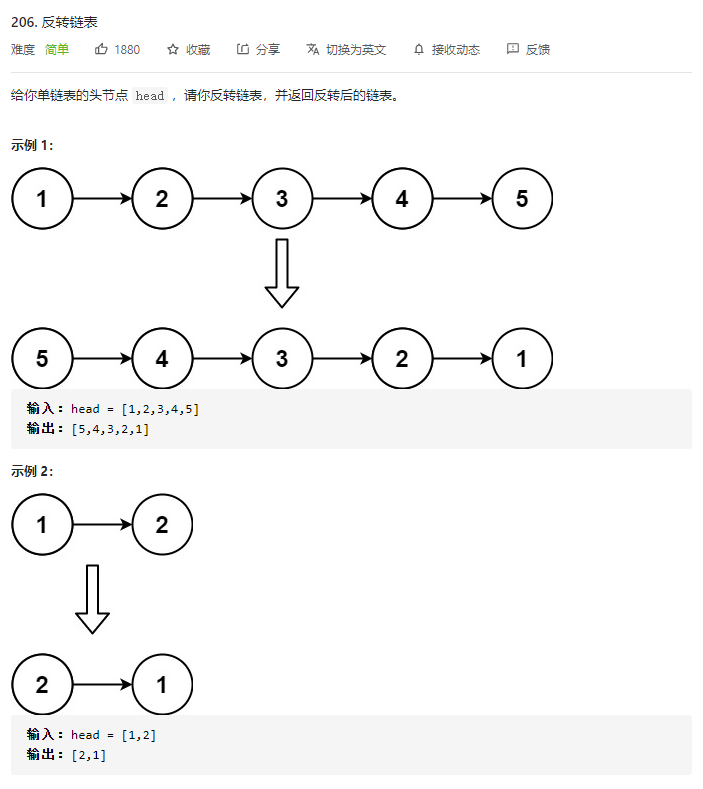 206. 反转链表
难度 简单 1880 收藏 分享 切换为英文 接收动态 反馈
给你单链表的头节点 head ，请你反转链表，并返回反转后的链表。
示例 1：
1 2 3 4 5
5 4 3 2 1
输入：head = [1,2,3,4,5]
输出：[5,4,3,2,1]
示例 2：
1 2
2 1
输入：head = [1,2]
输出：[2,1]